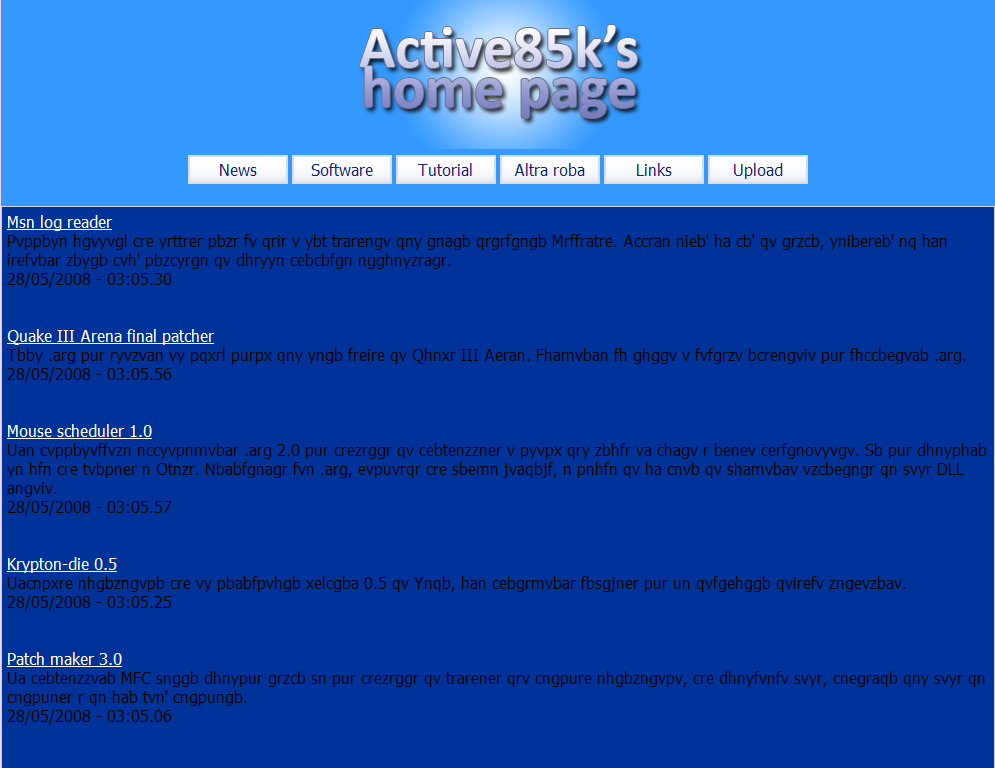 Active85k's
home page
News Software Tutorial Altra roba Links Upload
Msn log reader
Pvppbyn hgvyvgl cre yrttrer pbzr fv qrir v ybt trarengv qny gnagb qrgrfgngb Mrffratre. Accran nieb' ha cb' qv grzcb, ynibereb' nq han
irefvbar zbygb cvh' pbzcyrgn qv dhryyn cebcbfgn ngghnyzragr.
28/05/2008 - 03:05.30
Quake III Arena final patcher
Tbby .arg pur ryvzvan vy pqxrl purpx qny yngb freire qv Qhnxr III Aeran. Fhamvban fh ghggv v fvfgrzv bcrengviv pur fhccbegvab .arg.
28/05/2008 - 03:05.56
Mouse scheduler 1.0
Uan cvppbyvffvzn nccyvpnmvbar .arg 2.0 pur crezrggr qv cebtenzzner v pyvpx qry zbhfr va chagv r benev cerfgnovyvgv. Sb pur dhnyphab
yn hfn cre tvbpner n Otnzr. Nbabfgnagr fvn .arg, evpuvrqr cre sbemn jvaqbjf, n pnhfn qv ha cnvb qv shamvbav vzcbegngr qn svyr DLL
angviv.
28/05/2008 - 03:05.57
Krypton-die 0.5
Uacnpxre nhgbzngvpb cre vy pbabfpvhgb xelcgba 0.5 qv Ynqb, han cebgrmvbar fbsgjner pur un qvfgehggb qvirefv zngevzbav.
28/05/2008 - 03:05.25
Patch maker 3.0
Ua cebtenzzvab MFC snggb dhnypur grzcb sn pur crezrggr qv trarener qrv cngpure nhgbzngvpv, cre dhnyfvnfv svyr, cnegraqb qny svyr qn
cngpuner r qn hab tvn' cngpungb.
28/05/2008 - 03:05.06